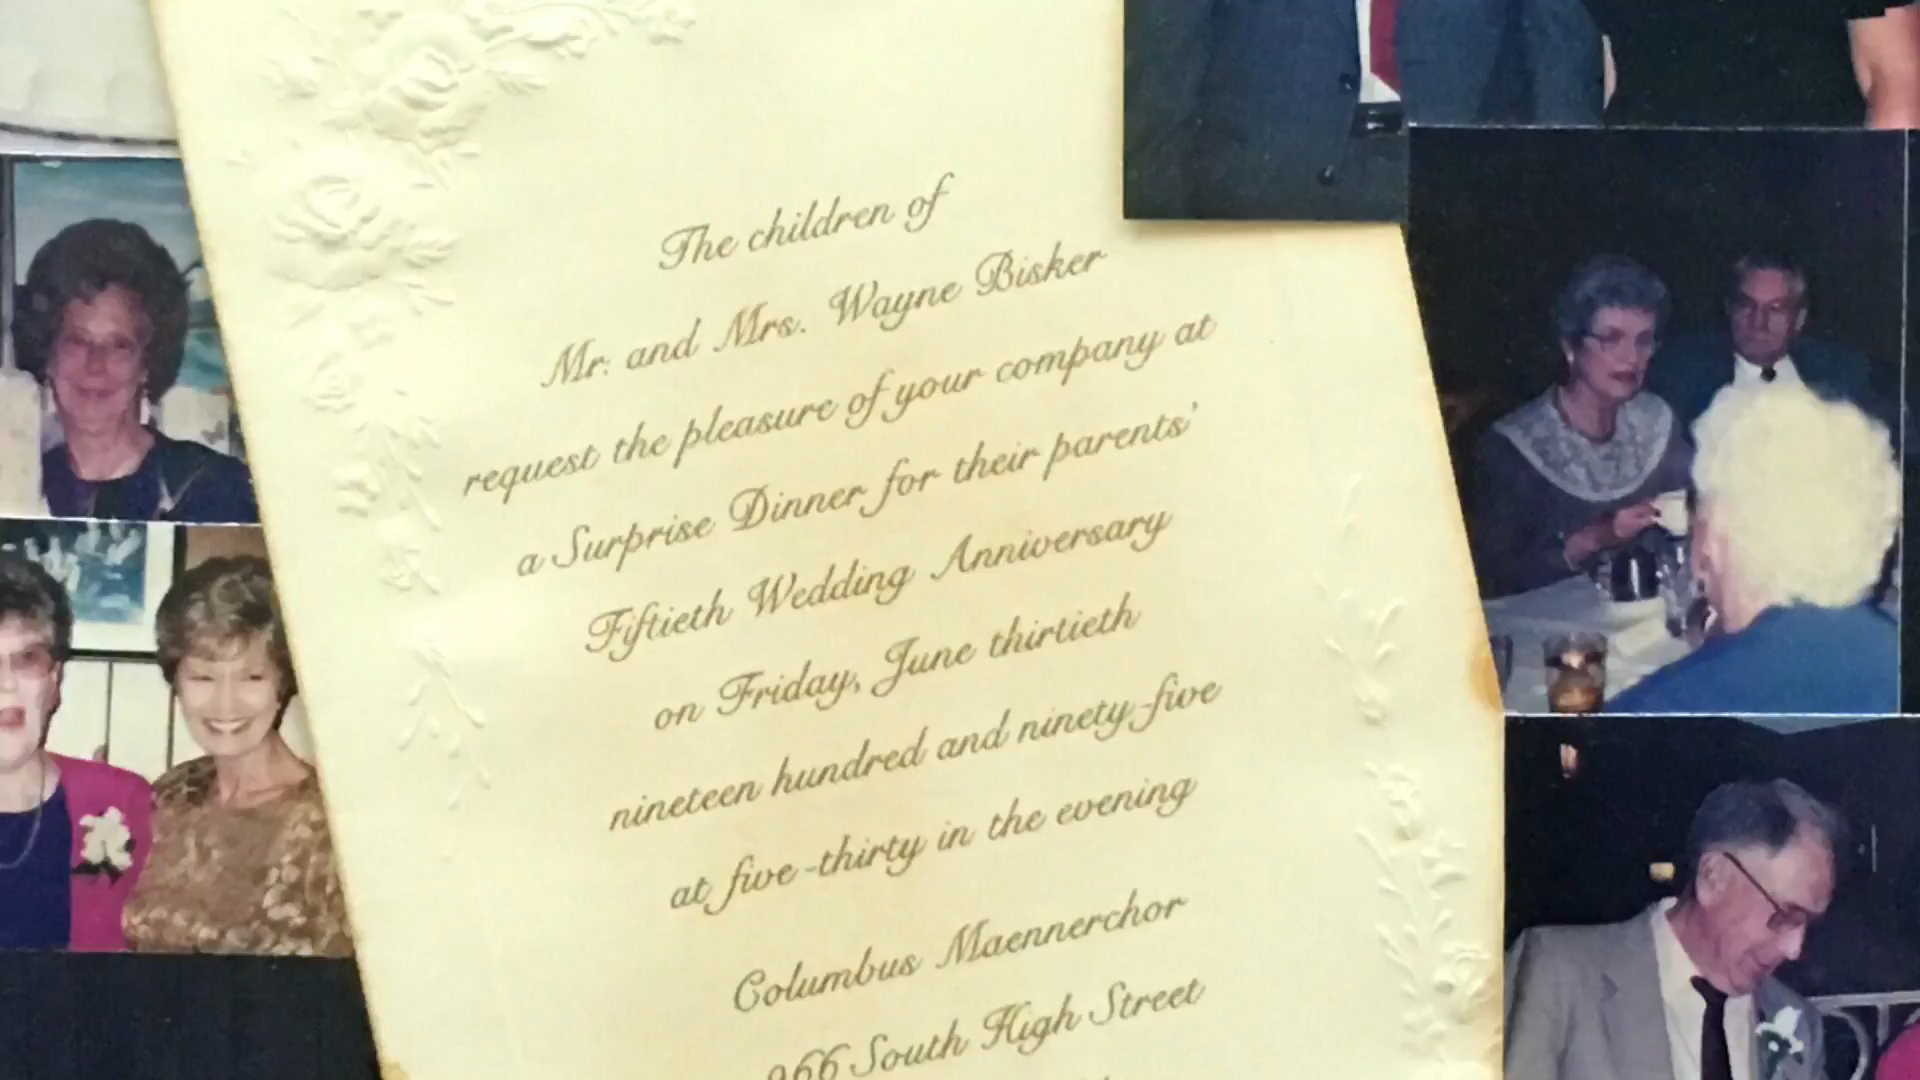 The children of
Mr. and Mrs. Wayne Bisker
request the pleasure of your company at
a Surprise Dinner for their parents'
Fiftieth Wedding Anniversary
on Friday, June thirtieth
nineteen hundred and ninety-five
at five-thirty in the evening
Columbus Maennerchor
966 South High Street